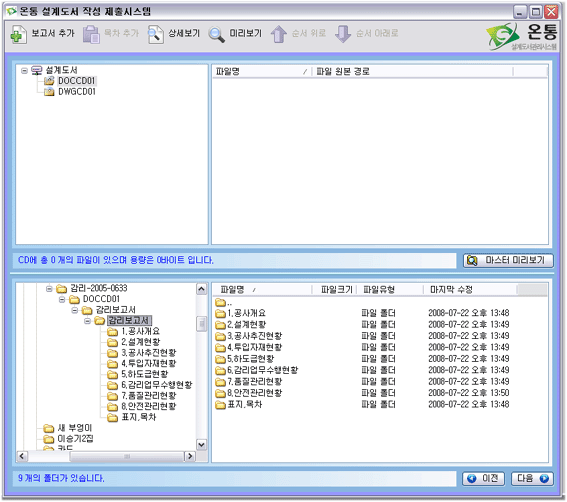 온통 설계도서 작성 제출시스템
보고서 추가 목차 추가 상세보기 미리보기 순서 위로 순서 아래로
온통
설계도서관리시스템
설계도서
DOCCD01
DWGCD01
파일명 / 파일 원본 경로
CD에 총 0 개의 파일이 있으며 용량은 0바이트 입니다.
마스터 미리보기
감리-2005-0633
DOCCD01
감리보고서
감리보고서
1.공사개요
2.설계현황
3.공사추진현황
4.투입자재현황
5.하도급현황
6.감리업무수행현황
7.품질관리현황
8.안전관리현황
표지.목차
새 부엉이
이승기2집
카드
파일명 / 파일크기 파일유형 마지막 수정
..
1.공사개요 파일 폴더 2008-07-22 오후 13:48
2.설계현황 파일 폴더 2008-07-22 오후 13:49
3.공사추진현황 파일 폴더 2008-07-22 오후 13:49
4.투입자재현황 파일 폴더 2008-07-22 오후 13:49
5.하도급현황 파일 폴더 2008-07-22 오후 13:49
6.감리업무수행현황 파일 폴더 2008-07-22 오후 13:49
7.품질관리현황 파일 폴더 2008-07-22 오후 13:49
8.안전관리현황 파일 폴더 2008-07-22 오후 13:50
표지.목차 파일 폴더 2008-07-22 오후 13:48
9 개의 폴더가 있습니다.
이전 다음